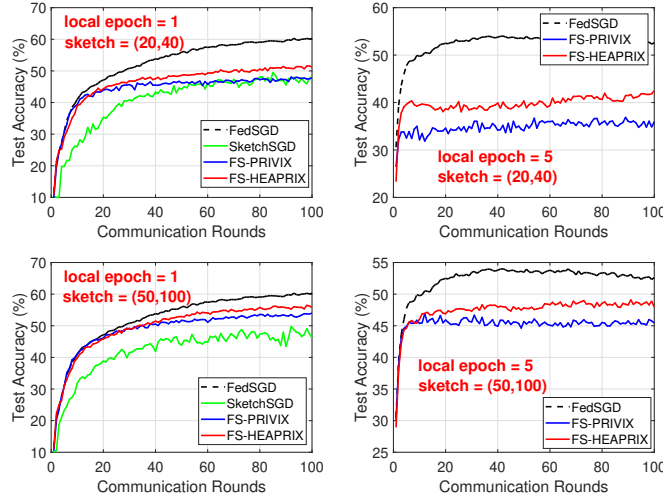 70
60
50
40
30
20
10
Test Accuracy (%)
local epoch = 1
sketch = (20,40)
FedSGD
SketchSGD
FS-PRIVIX
FS-HEAPRIX
0 20 40 60 80 100
Communication Rounds
60
50
40
30
20
Test Accuracy (%)
FedSGD
FS-PRIVIX
FS-HEAPRIX
local epoch = 5
sketch = (20,40)
0 20 40 60 80 100
Communication Rounds
70
60
50
40
30
20
10
Test Accuracy (%)
local epoch = 1
sketch = (50,100)
FedSGD
SketchSGD
FS-PRIVIX
FS-HEAPRIX
0 20 40 60 80 100
Communication Rounds
55
50
45
40
35
30
25
Test Accuracy (%)
local epoch = 5
sketch = (50,100)
FedSGD
FS-PRIVIX
FS-HEAPRIX
0 20 40 60 80 100
Communication Rounds